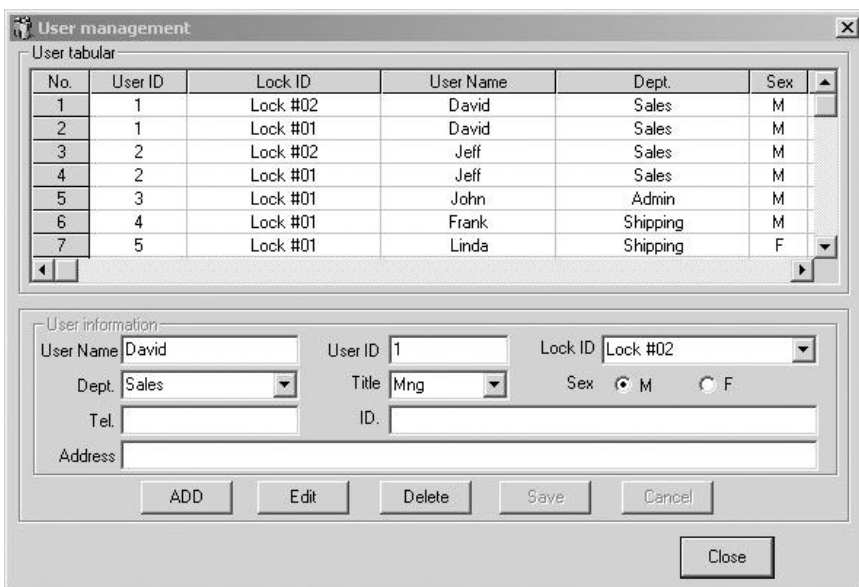 User management
User tabular
No. User ID Lock ID User Name Dept. Sex
1 1 Lock #02 David Sales M
2 1 Lock #01 David Sales M
3 2 Lock #02 Jeff Sales M
4 2 Lock #01 Jeff Sales M
5 3 Lock #01 John Admin M
6 4 Lock #01 Frank Shipping M
7 5 Lock #01 Linda Shipping F
User information
User Name David User ID 1 Lock ID Lock #02
Dept. Sales Title Mng Sex M F
Tel. ID.
Address
ADD Edit Delete Save Cancel
Close